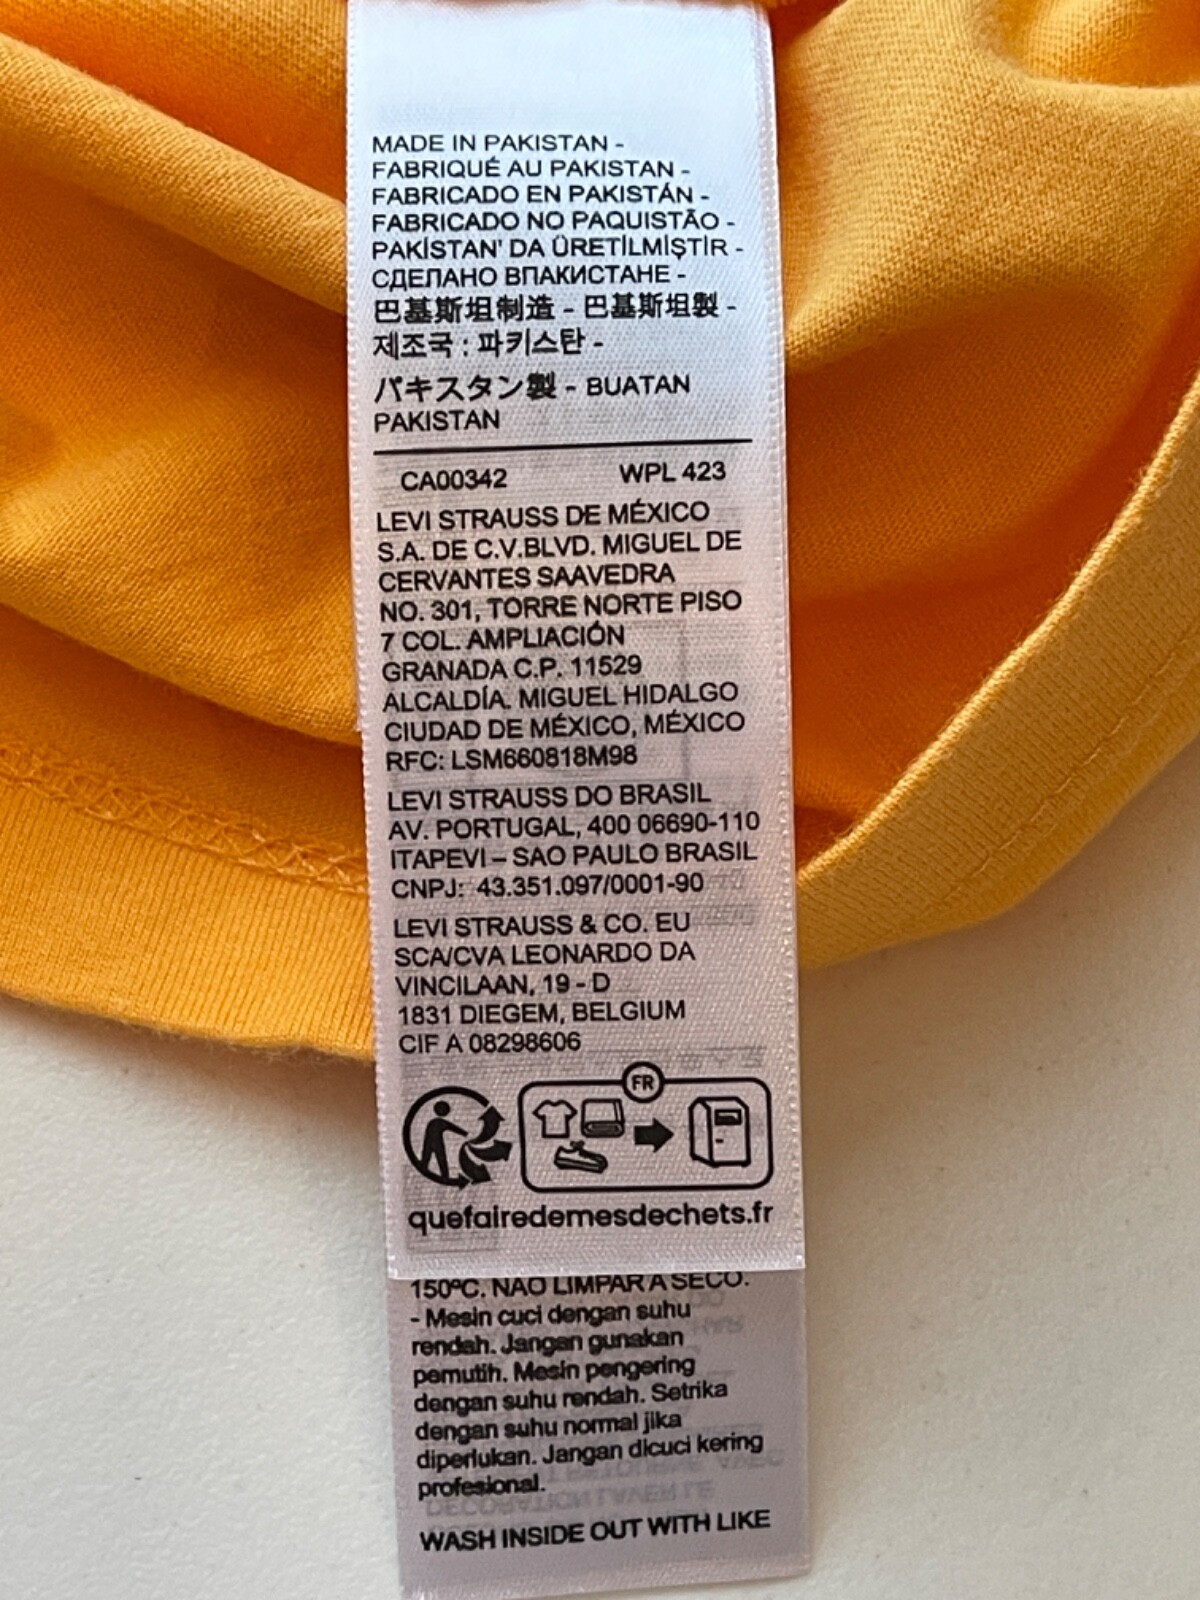 MADE IN PAKISTAN -
FABRIQUÉ AU PAKISTAN -
FABRICADO EN PAKISTÁN -
FABRICADO NO PAQUISTÃO -
PAKİSTAN' DA ÜRETİLMİŞTİR -
СДЕЛАНО ВПАКИСТАНЕ -
巴基斯坦制造 - 巴基斯坦製 -
제조국 : 파키스탄 -
パキスタン製 - BUATAN
PAKISTAN
CA00342 WPL 423
LEVI STRAUSS DE MÉXICO
S.A. DE C.V.BLVD. MIGUEL DE
CERVANTES SAAVEDRA
NO. 301, TORRE NORTE PISO
7 COL. AMPLIACIÓN
GRANADA C.P. 11529
ALCALDÍA. MIGUEL HIDALGO
CIUDAD DE MÉXICO, MÉXICO
RFC: LSM660818M98
LEVI STRAUSS DO BRASIL
AV. PORTUGAL, 400 06690-110
ITAPEVI – SAO PAULO BRASIL
CNPJ: 43.351.097/0001-90
LEVI STRAUSS & CO. EU
SCA/CVA LEONARDO DA
VINCILAAN, 19 - D
1831 DIEGEM, BELGIUM
CIF A 08298606
FR
quefairedemesdechets.fr
150ºC. NÃO LIMPAR A SECO.
- Mesin cuci dengan suhu
rendah. Jangan gunakan
pemutih. Mesin pengering
dengan suhu rendah. Setrika
dengan suhu normal jika
diperlukan. Jangan dicuci kering
profesional.
WASH INSIDE OUT WITH LIKE